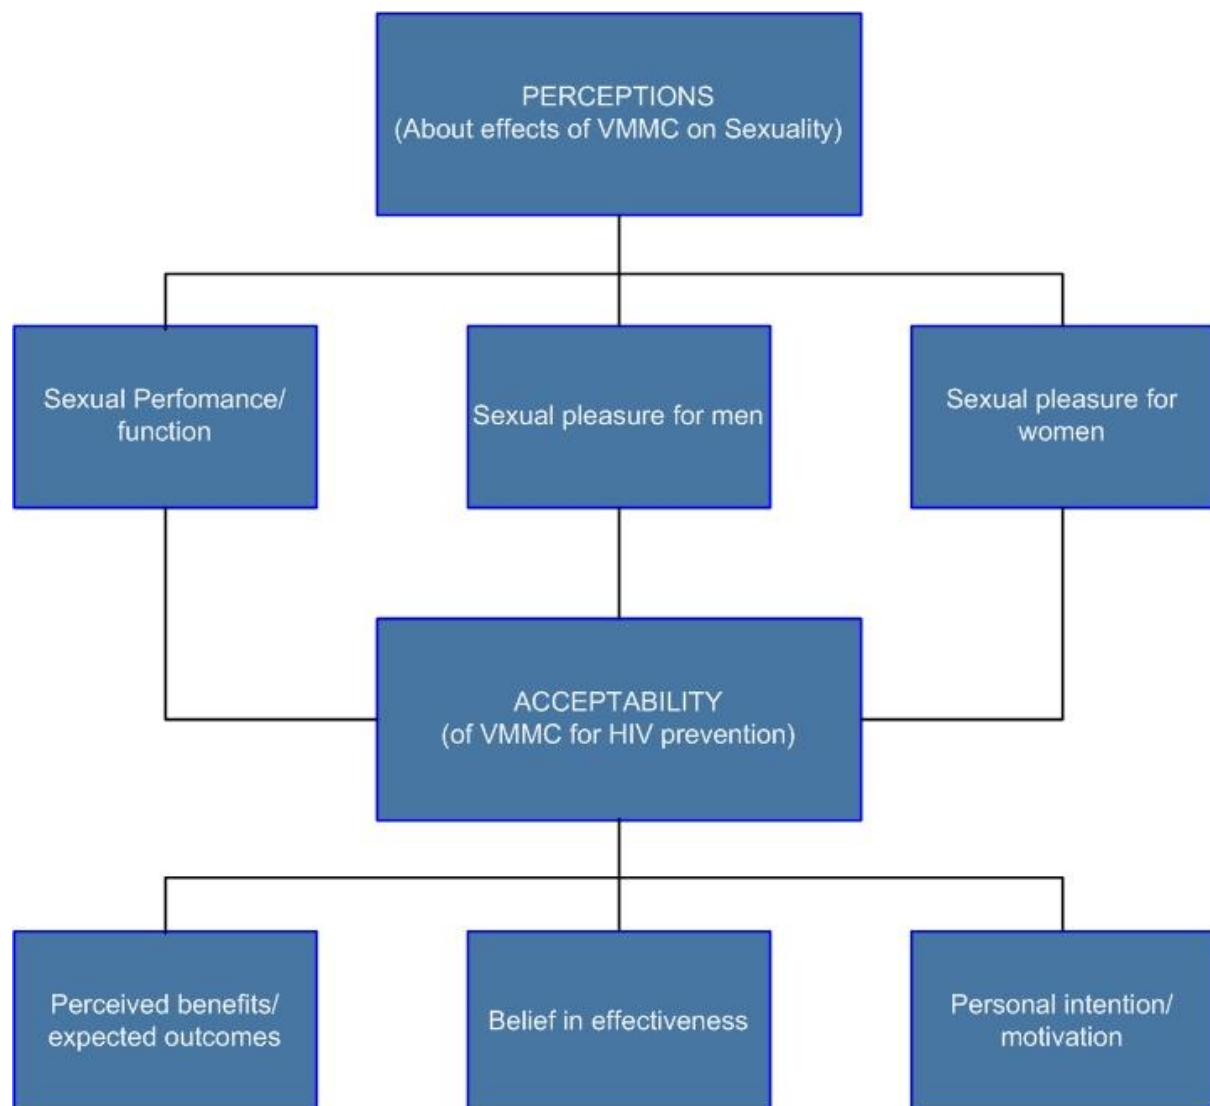 PERCEPTIONS
(About effects of VMMC on Sexuality)
Sexual Perfomance/
function
Sexual pleasure for men
Sexual pleasure for
women
ACCEPTABILITY
(of VMMC for HIV prevention)
Perceived benefits/
expected outcomes
Belief in effectiveness
Personal intention/
motivation